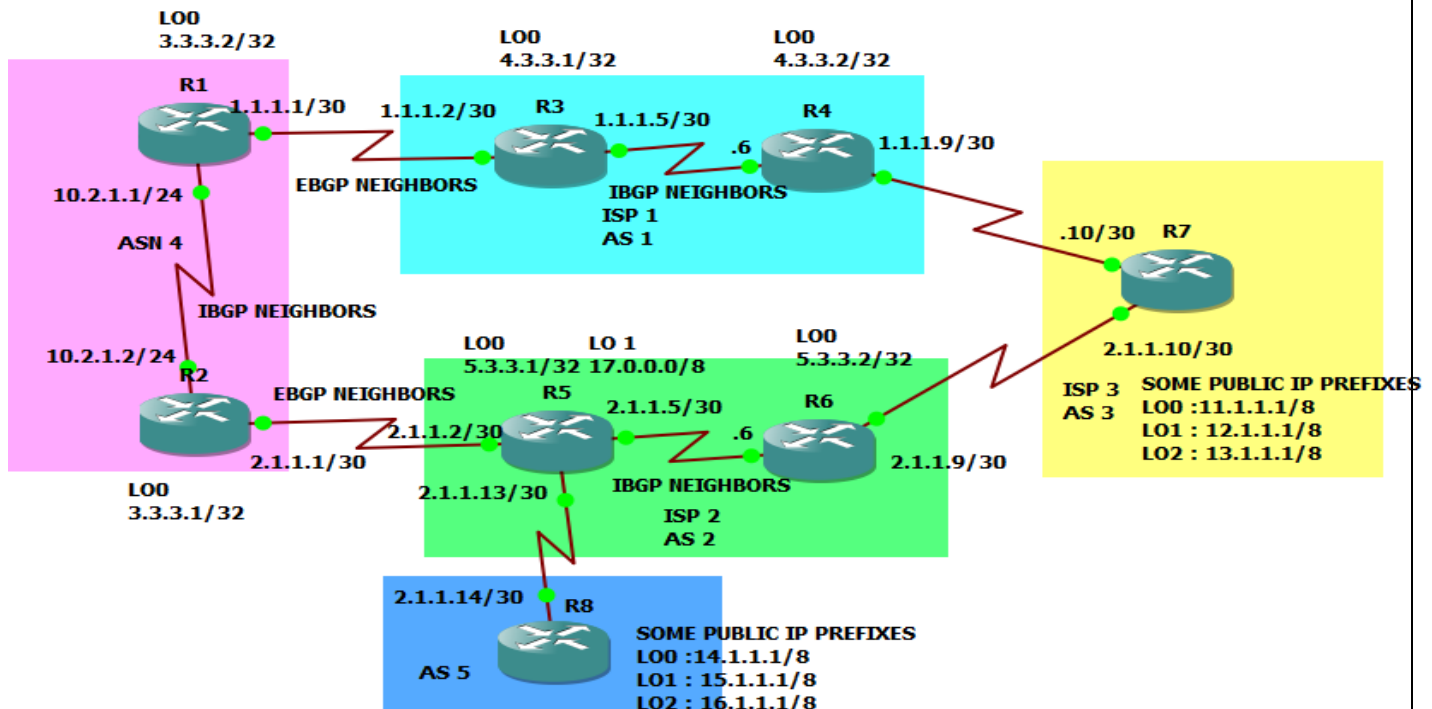 LO0
3.3.3.2/32
R1
1.1.1.1/30
10.2.1.1/24
ASN 4
IBGP NEIGHBORS
10.2.1.2/24
R2
2.1.1.1/30
LO0
3.3.3.1/32
EBGP NEIGHBORS
EBGP NEIGHBORS
LO0
4.3.3.1/32
1.1.1.2/30
R3
1.1.1.5/30
IBGP NEIGHBORS
ISP 1
AS 1
LO0
4.3.3.2/32
.6
R4
1.1.1.9/30
.10/30
R7
2.1.1.10/30
ISP 3
AS 3
SOME PUBLIC IP PREFIXES
LO0 :11.1.1.1/8
LO1 : 12.1.1.1/8
LO2 : 13.1.1.1/8
LO0
5.3.3.1/32
LO 1
17.0.0.0/8
R5
2.1.1.2/30
2.1.1.5/30
2.1.1.13/30
IBGP NEIGHBORS
ISP 2
AS 2
LO0
5.3.3.2/32
.6
R6
2.1.1.9/30
2.1.1.14/30
R8
AS 5
SOME PUBLIC IP PREFIXES
LO0 :14.1.1.1/8
LO1 : 15.1.1.1/8
LO2 : 16.1.1.1/8